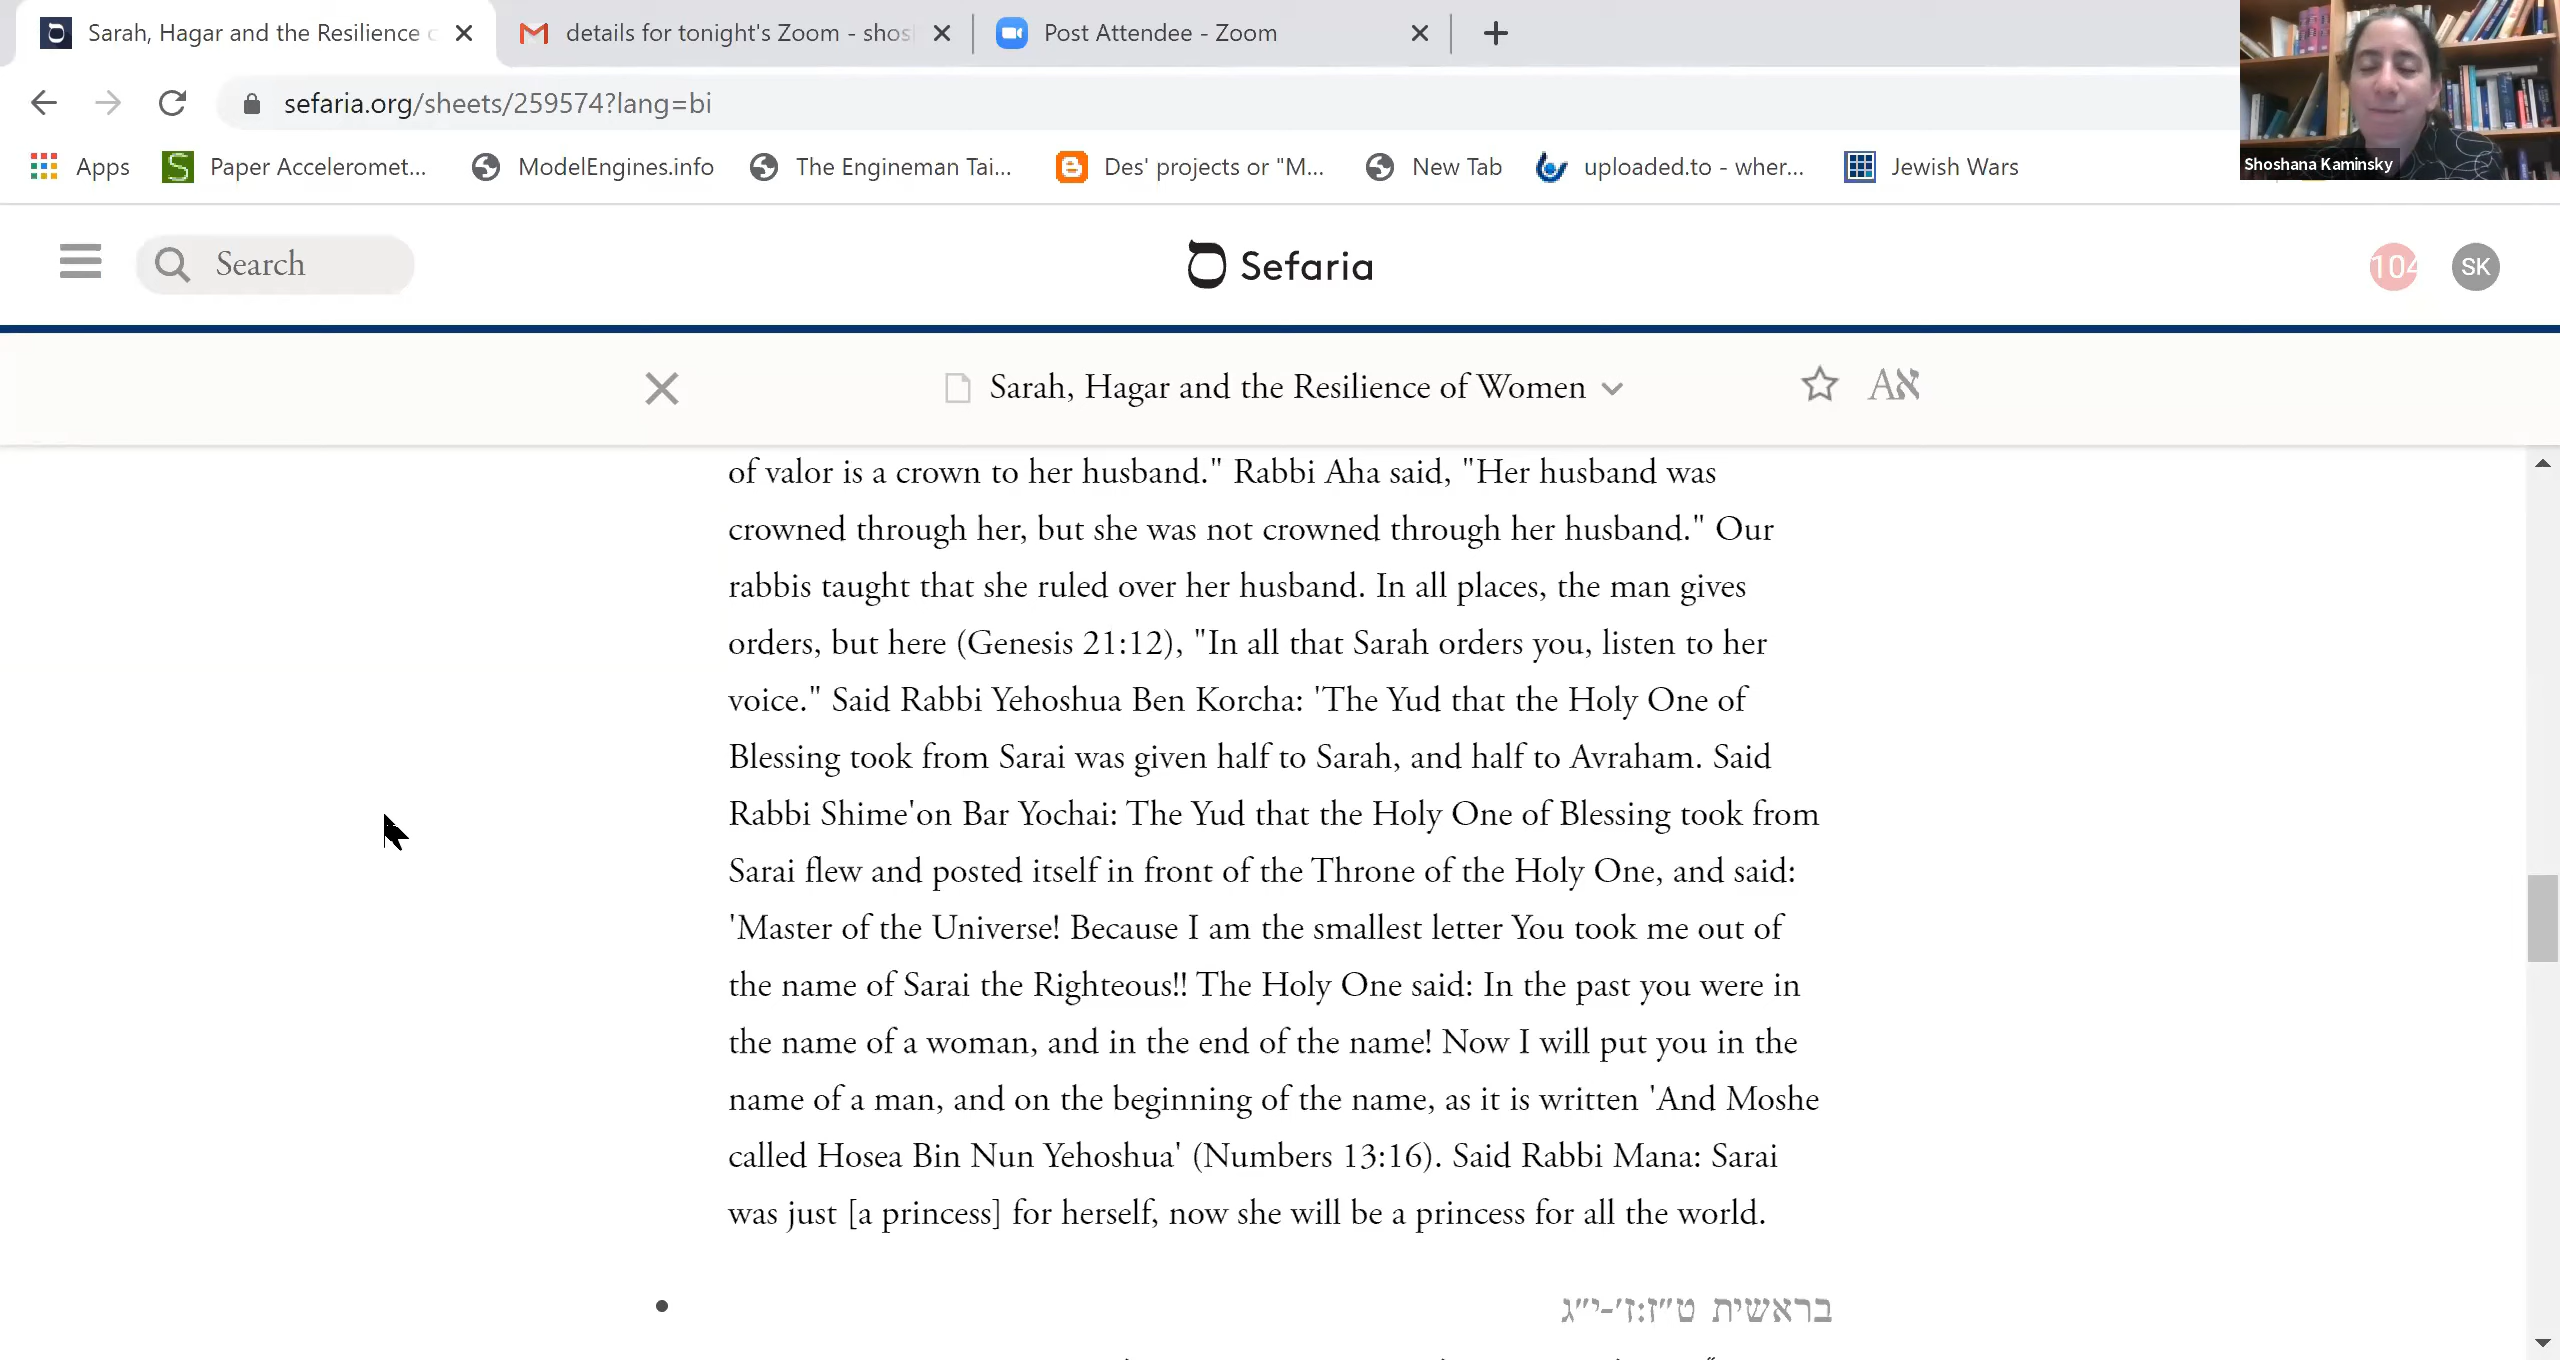 Sarah, Hagar and the Resilience
details for tonight's Zoom - shos
Post Attendee - Zoom
sefaria.org/sheets/259574?lang=bi
Apps
Paper Acceleromet...
ModelEngines.info
The Engineman Tai...
Des' projects or "M...
New Tab
uploaded.to - wher...
Jewish Wars
Shoshana Kaminsky
Search
Sefaria
104
SK
Sarah, Hagar and the Resilience of Women
Aא
of valor is a crown to her husband." Rabbi Aha said, "Her husband was
crowned through her, but she was not crowned through her husband." Our
rabbis taught that she ruled over her husband. In all places, the man gives
orders, but here (Genesis 21:12), "In all that Sarah orders you, listen to her
voice." Said Rabbi Yehoshua Ben Korcha: 'The Yud that the Holy One of
Blessing took from Sarai was given half to Sarah, and half to Avraham. Said
Rabbi Shime'on Bar Yochai: The Yud that the Holy One of Blessing took from
Sarai flew and posted itself in front of the Throne of the Holy One, and said:
'Master of the Universe! Because I am the smallest letter You took me out of
the name of Sarai the Righteous!! The Holy One said: In the past you were in
the name of a woman, and in the end of the name! Now I will put you in the
name of a man, and on the beginning of the name, as it is written 'And Moshe
called Hosea Bin Nun Yehoshua' (Numbers 13:16). Said Rabbi Mana: Sarai
was just [a princess] for herself, now she will be a princess for all the world.
בראשית ט״ז:ז׳-י״ג